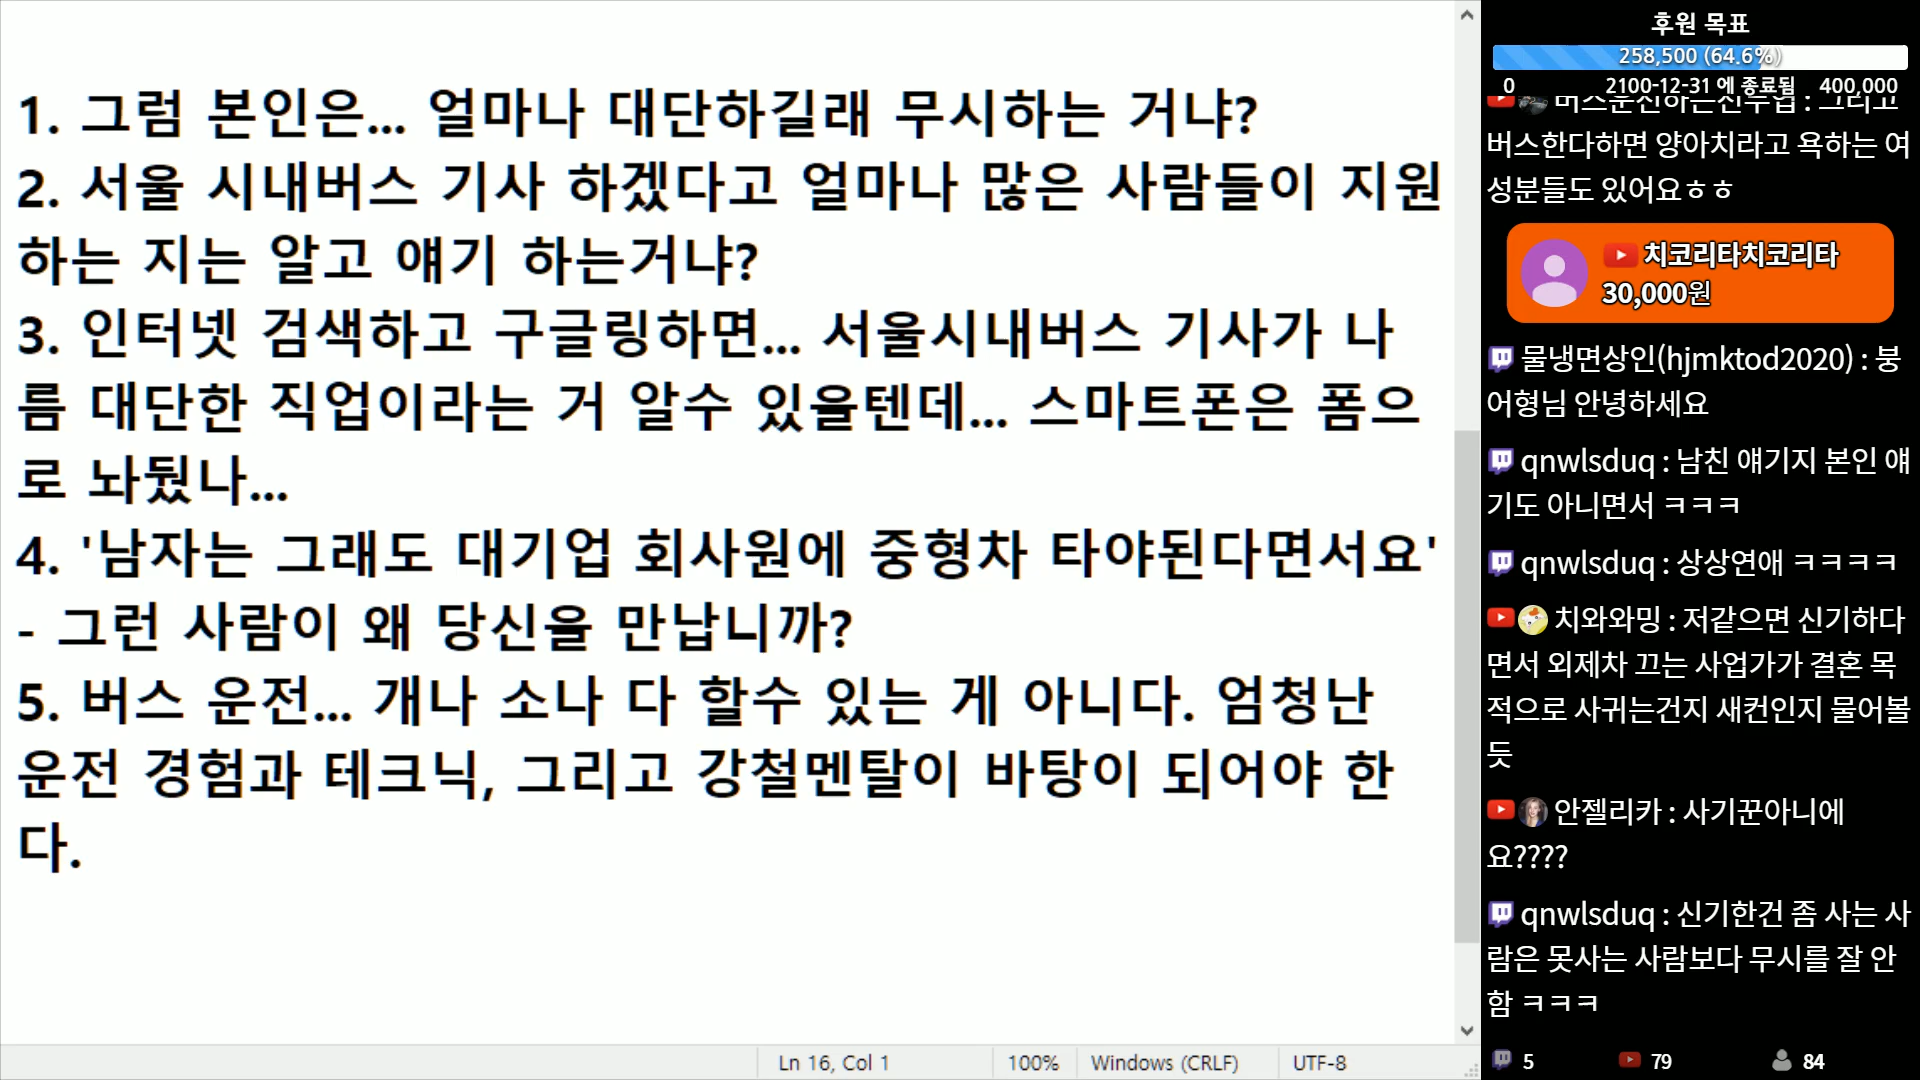 1. 그럼 본인은... 얼마나 대단하길래 무시하는 거냐?
2. 서울 시내버스 기사 하겠다고 얼마나 많은 사람들이 지원
하는 지는 알고 얘기 하는거냐?
3. 인터넷 검색하고 구글링하면... 서울시내버스 기사가 나
름 대단한 직업이라는 거 알수 있을텐데... 스마트폰은 폼으
로 놔뒀나...
4. '남자는 그래도 대기업 회사원에 중형차 타야된다면서요'
- 그런 사람이 왜 당신을 만납니까?
5. 버스 운전... 개나 소나 다 할수 있는 게 아니다. 엄청난
운전 경험과 테크닉, 그리고 강철멘탈이 바탕이 되어야 한
다.
Ln 16, Col 1
100%
Windows (CRLF)
UTF-8
후원 목표
258,500 (64.6%)
0 2100-12-31 에 종료됨 400,000
버스운전하는진수업 : 그리고
버스한다하면 양아치라고 욕하는 여
성분들도 있어요ㅎㅎ
치코리타치코리타
30,000원
물냉면상인(hjmktod2020) : 붕
어형님 안녕하세요
qnwlsduq : 남친 얘기지 본인 얘
기도 아니면서 ㅋㅋㅋ
qnwlsduq : 상상연애 ㅋㅋㅋㅋ
치와와밍 : 저같으면 신기하다
면서 외제차 끄는 사업가가 결혼 목
적으로 사귀는건지 새컨인지 물어볼
듯
안젤리카 : 사기꾼아니에
요????
qnwlsduq : 신기한건 좀 사는 사
람은 못사는 사람보다 무시를 잘 안
함 ㅋㅋㅋ
5 79 84